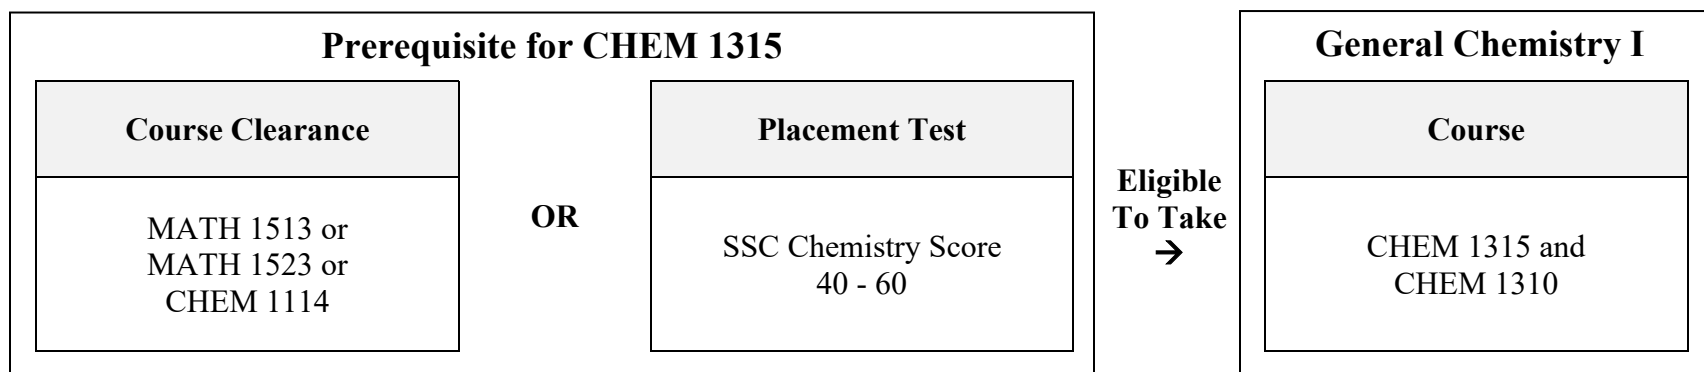 Prerequisite for CHEM 1315
Course Clearance
MATH 1513 or
MATH 1523 or
CHEM 1114
OR
Placement Test
SSC Chemistry Score
40 - 60
Eligible
To Take
→
General Chemistry I
Course
CHEM 1315 and
CHEM 1310